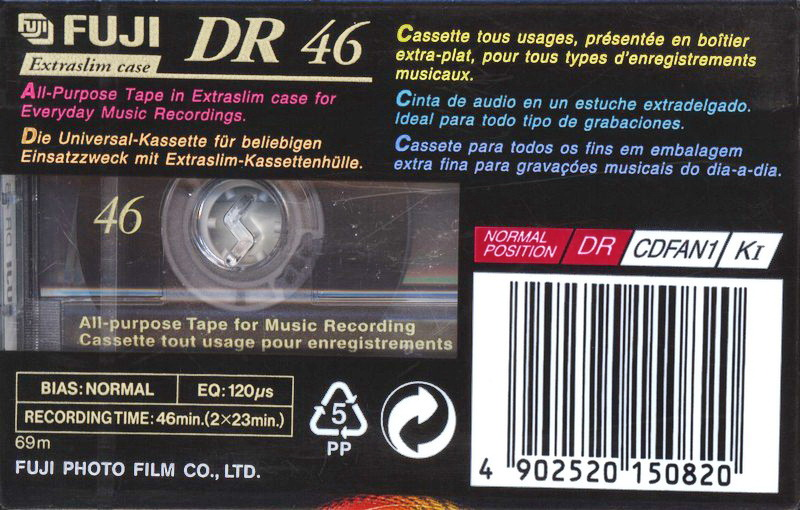 FUJI FUJI DR 46
Extraslim case
All-Purpose Tape in Extraslim case for
Everyday Music Recordings.
Die Universal-Kassette für beliebigen
Einsatzzweck mit Extraslim-Kassettenhülle.
Cassette tous usages, présentée en boîtier
extra-plat, pour tous types d'enregistrements
musicaux.
Cinta de audio en un estuche extradelgado.
Ideal para todo tipo de grabaciones.
Cassete para todos os fins em embalagem
extra fina para gravaçóes musicais do dia-a-dia.
46
All-purpose Tape for Music Recording
Cassette tout usage pour enregistrements
NORMAL
POSITION
DR
CDFAN1
KI
BIAS: NORMAL
EQ: 120µs
RECORDING TIME: 46min. (2×23min.)
69m
FUJI PHOTO FILM CO., LTD.
5
PP
4 902520 150820